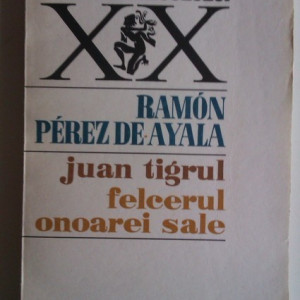 XX
RAMÓN
PÉREZ DE AYALA
juan tigrul
felcerul
onoarei sale